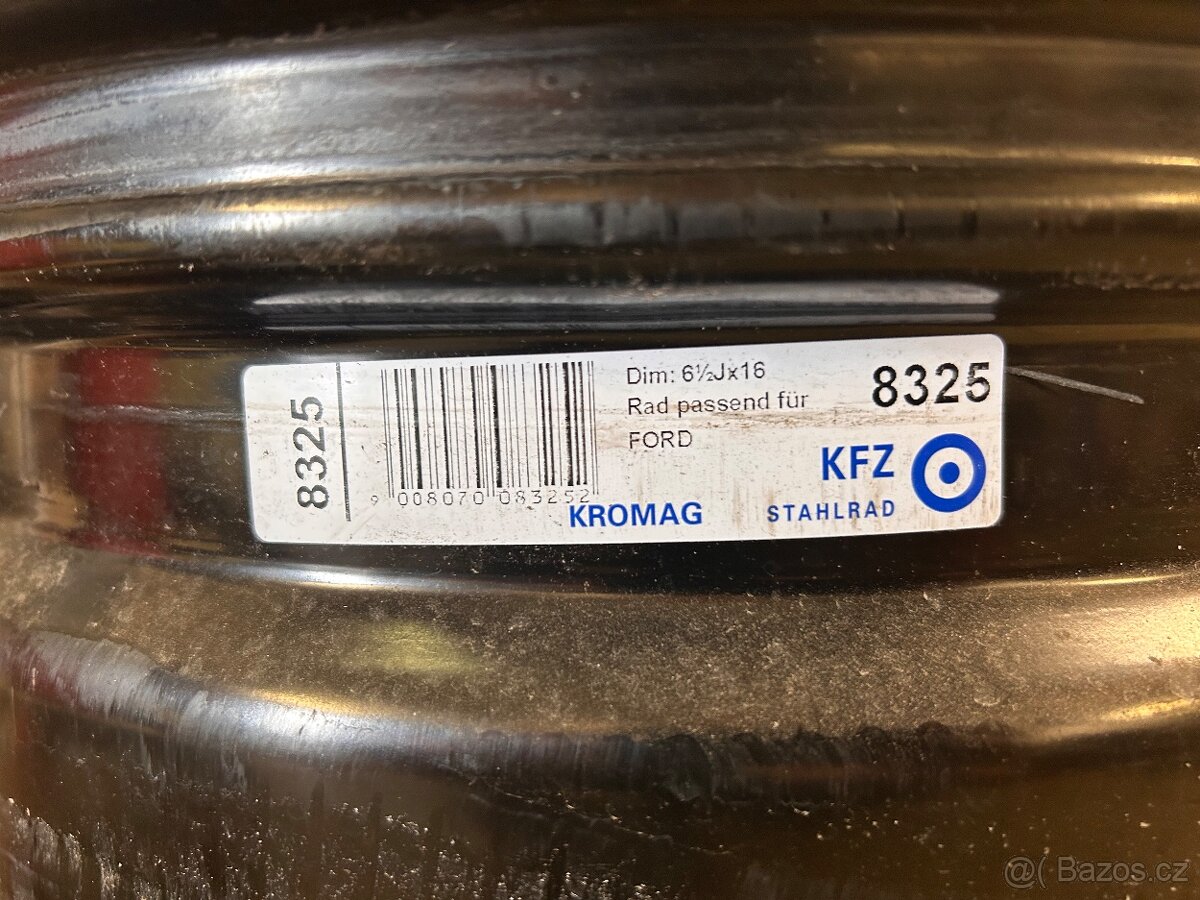 8325
9 008070 083252
Dim: 6½Jx16
Rad passend für
FORD
8325
KFZ
KROMAG
STAHLRAD
@( Bazos.cz